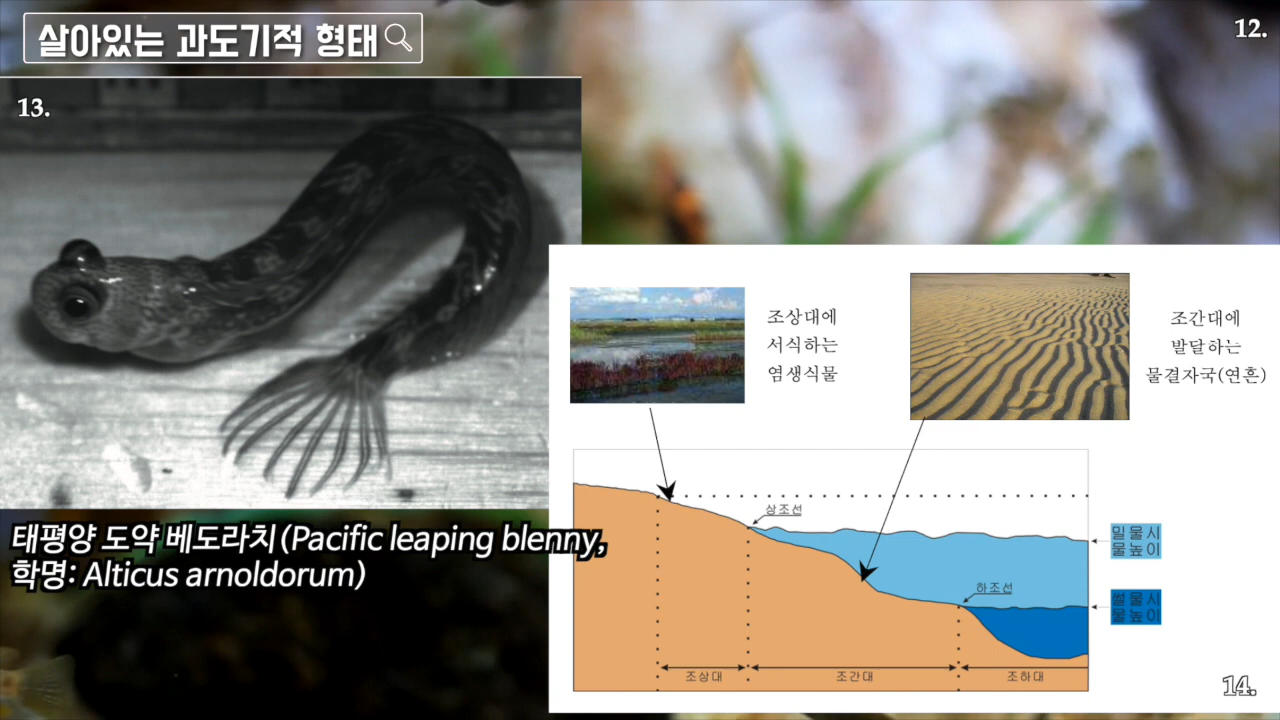 살아있는 과도기적 형태
12.
13.
태평양 도약 베도라치(Pacific leaping blenny,
학명: Alticus arnoldorum)
조상대에
서식하는
염생식물
조간대에
발달하는
물결자국(연흔)
상조선
하조선
밀물시
물높이
썰물시
물높이
조상대
조간대
조하대
14.